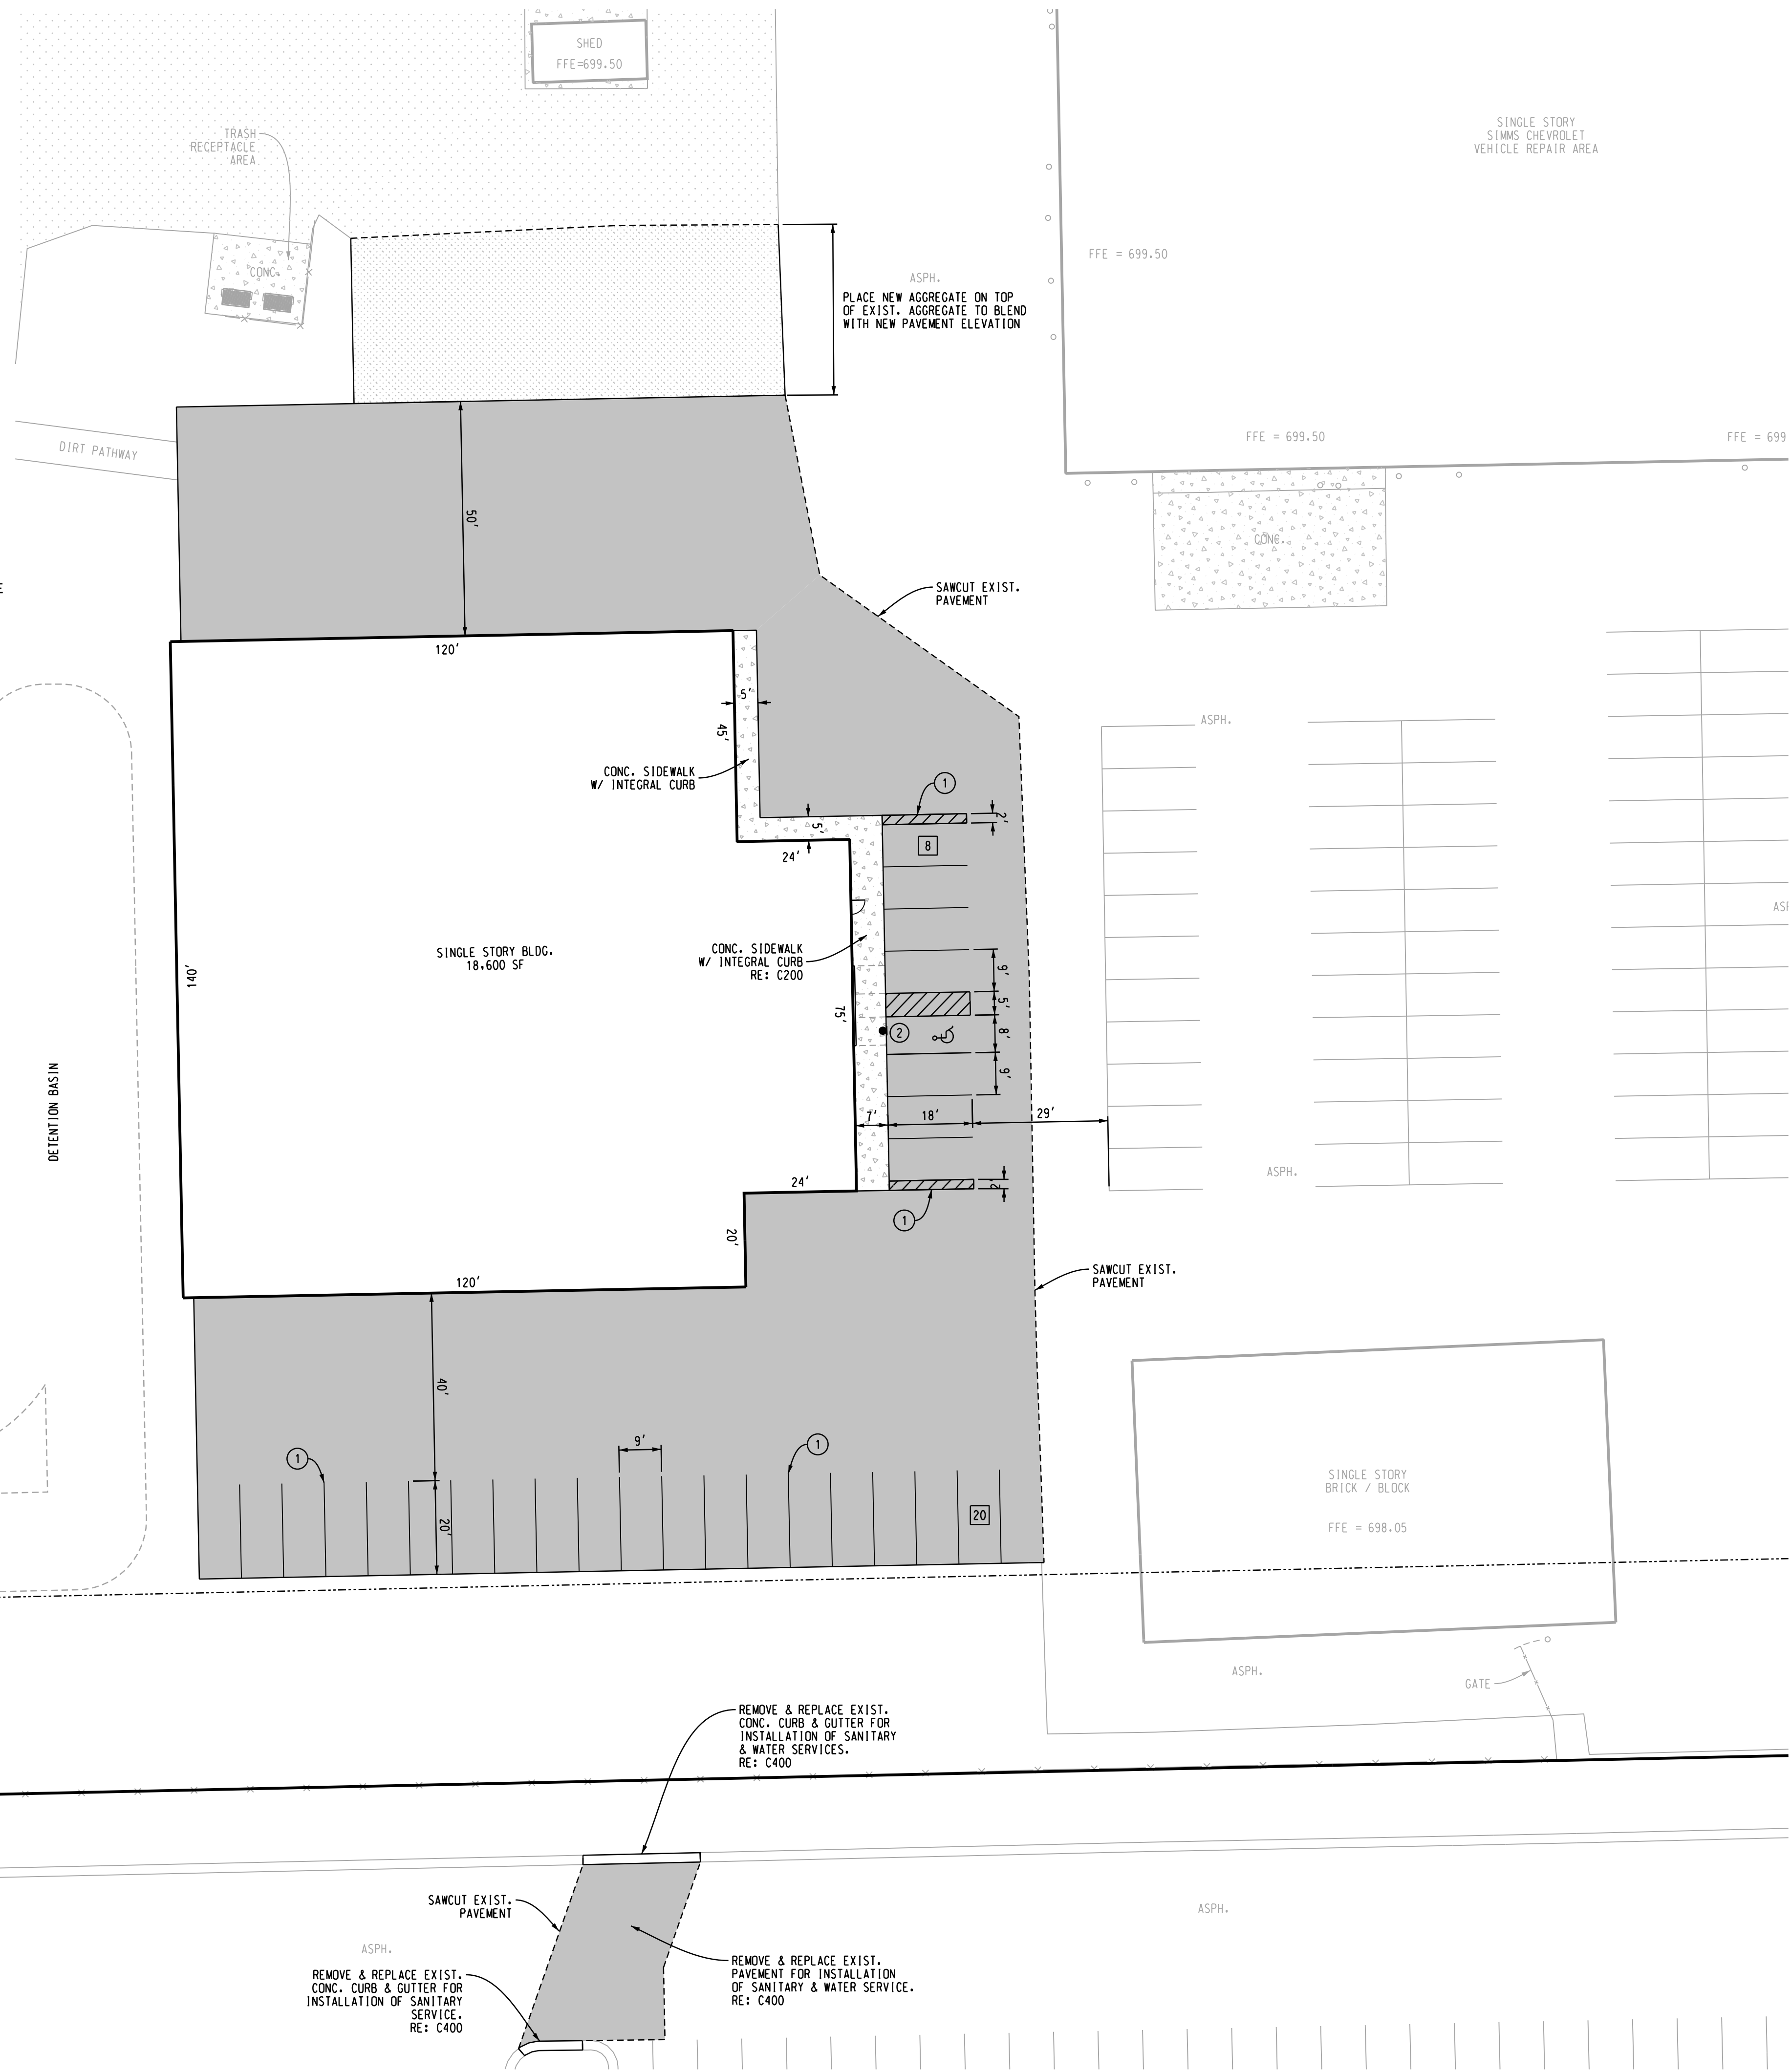 SHED
FFE=699.50
SINGLE STORY
SIMMS CHEVROLET
VEHICLE REPAIR AREA
TRASH
RECEPTACLE
AREA
CONC.
FFE = 699.50
ASPH.
PLACE NEW AGGREGATE ON TOP
OF EXIST. AGGREGATE TO BLEND
WITH NEW PAVEMENT ELEVATION
DIRT PATHWAY
FFE = 699.50
FFE = 699
50'
CONC.
E
SAWCUT EXIST.
PAVEMENT
120'
5'
45'
ASPH.
CONC. SIDEWALK
W/ INTEGRAL CURB
1
2'
5'
24'
8
ASF
SINGLE STORY BLDG.
18,600 SF
CONC. SIDEWALK
W/ INTEGRAL CURB
RE: C200
140'
9'
5'
75'
2
8'
9'
DETENTION BASIN
7'
18'
29'
ASPH.
24'
2'
1
20'
SAWCUT EXIST.
PAVEMENT
120'
40'
9'
1
1
20'
20
SINGLE STORY
BRICK / BLOCK
FFE = 698.05
ASPH.
GATE
REMOVE & REPLACE EXIST.
CONC. CURB & GUTTER FOR
INSTALLATION OF SANITARY
& WATER SERVICES.
RE: C400
SAWCUT EXIST.
PAVEMENT
ASPH.
ASPH.
REMOVE & REPLACE EXIST.
PAVEMENT FOR INSTALLATION
OF SANITARY & WATER SERVICE.
RE: C400
REMOVE & REPLACE EXIST.
CONC. CURB & GUTTER FOR
INSTALLATION OF SANITARY
SERVICE.
RE: C400